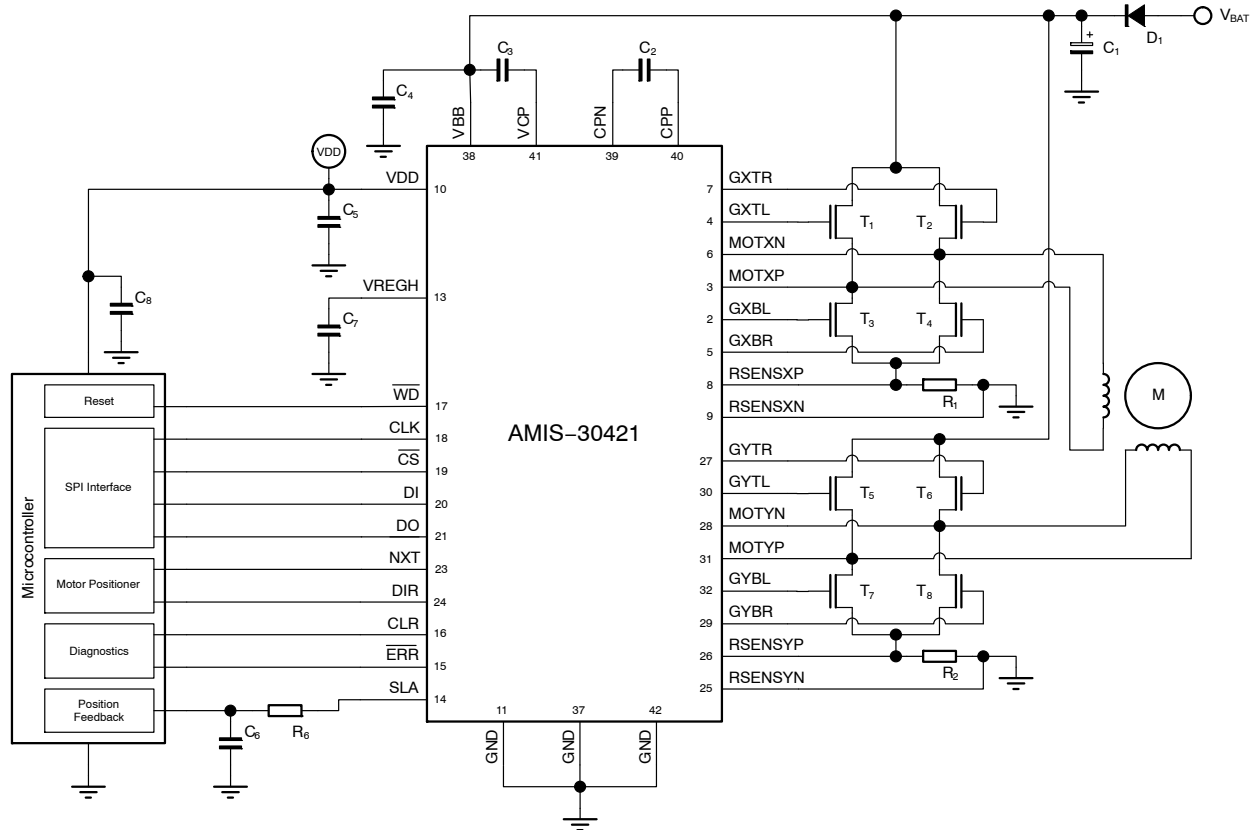 VBAT
D1
C1
+
C3
C2
C4
VBB
VCP
CPN
CPP
38
41
39
40
VDD
VDD
10
C5
C8
VREGH
13
C7
AMIS−30421
Microcontroller
Reset
SPI Interface
Motor Positioner
Diagnostics
Position
Feedback
WD
17
CLK
18
CS
19
DI
20
DO
21
NXT
23
DIR
24
CLR
16
ERR
15
SLA
14
C6
R6
11
37
42
GND
GND
GND
7
GXTR
4
GXTL
6
MOTXN
3
MOTXP
2
GXBL
5
GXBR
8
RSENSXP
9
RSENSXN
27
GYTR
30
GYTL
28
MOTYN
31
MOTYP
32
GYBL
29
GYBR
26
RSENSYP
25
RSENSYN
T1
T2
T3
T4
R1
T5
T6
T7
T8
R2
M